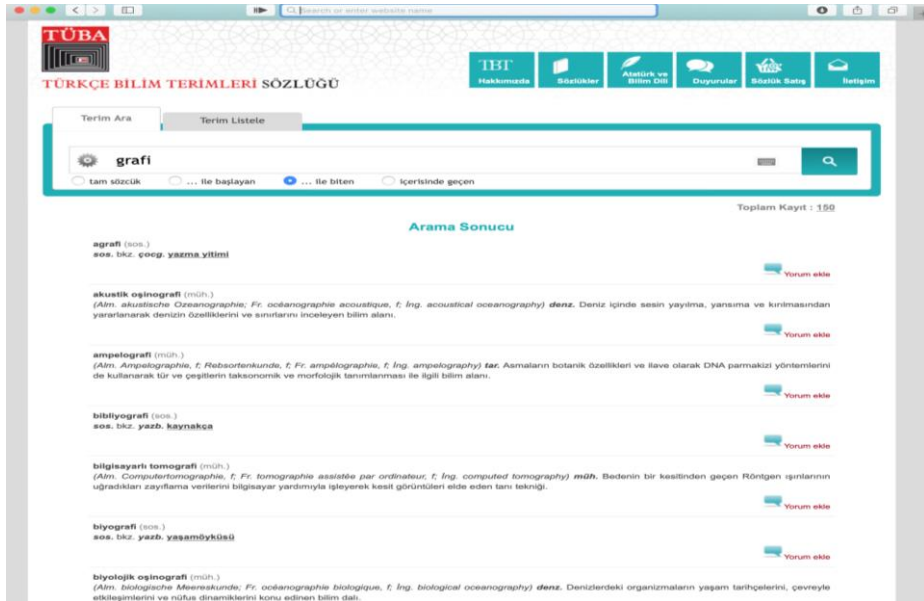 Search or enter website name
TÜBA
TÜRKÇE BİLİM TERİMLERİ SÖZLÜĞÜ
TBT
Hakkımızda
Sözlükler
Atatürk ve
Bilim Dili
Duyurular
Sözlük Satış
İletişim
Terim Ara
Terim Listele
grafi
tam sözcük
... ile başlayan
... ile biten
içerisinde geçen
Toplam Kayıt : 150
Arama Sonucu
agrafi (sos.)
sos. bkz. çocg. yazma yitimi
Yorum ekle
akustik oşinografi (müh.)
(Alm. akustische Ozeanographie; Fr. océanographie acoustique, f; İng. acoustical oceanography) denz. Deniz içinde sesin yayılma, yansıma ve kırılmasından
yararlanarak denizin özelliklerini ve sınırlarını inceleyen bilim alanı.
Yorum ekle
ampelografi (müh.)
(Alm. Ampelographie, f; Rebsortenkunde, f; Fr. ampélographie, f; İng. ampelography) tar. Asmaların botanik özellikleri ve ilave olarak DNA parmakizi yöntemlerini
de kullanarak tür ve çeşitlerin taksonomik ve morfolojik tanımlanması ile ilgili bilim alanı.
Yorum ekle
bibliyografi (sos.)
sos. bkz. yazb. kaynakça
Yorum ekle
bilgisayarlı tomografi (müh.)
(Alm. Computertomographie, f; Fr. tomographie assistée par ordinateur, f; İng. computed tomography) müh. Bedenin bir kesitinden geçen Röntgen ışınlarının
uğradıkları zayıflama verilerini bilgisayar yardımıyla işleyerek kesit görüntüleri elde eden tanı tekniği.
Yorum ekle
biyografi (sos.)
sos. bkz. yazb. yaşamöyküsü
Yorum ekle
biyolojik oşinografi (müh.)
(Alm. biologische Meereskunde; Fr. océanographie biologique, f; İng. biological oceanography) denz. Denizlerdeki organizmaların yaşam tarihçelerini, çevreyle
etkileşimlerini ve nüfus dinamiklerini konu edinen bilim dalı.